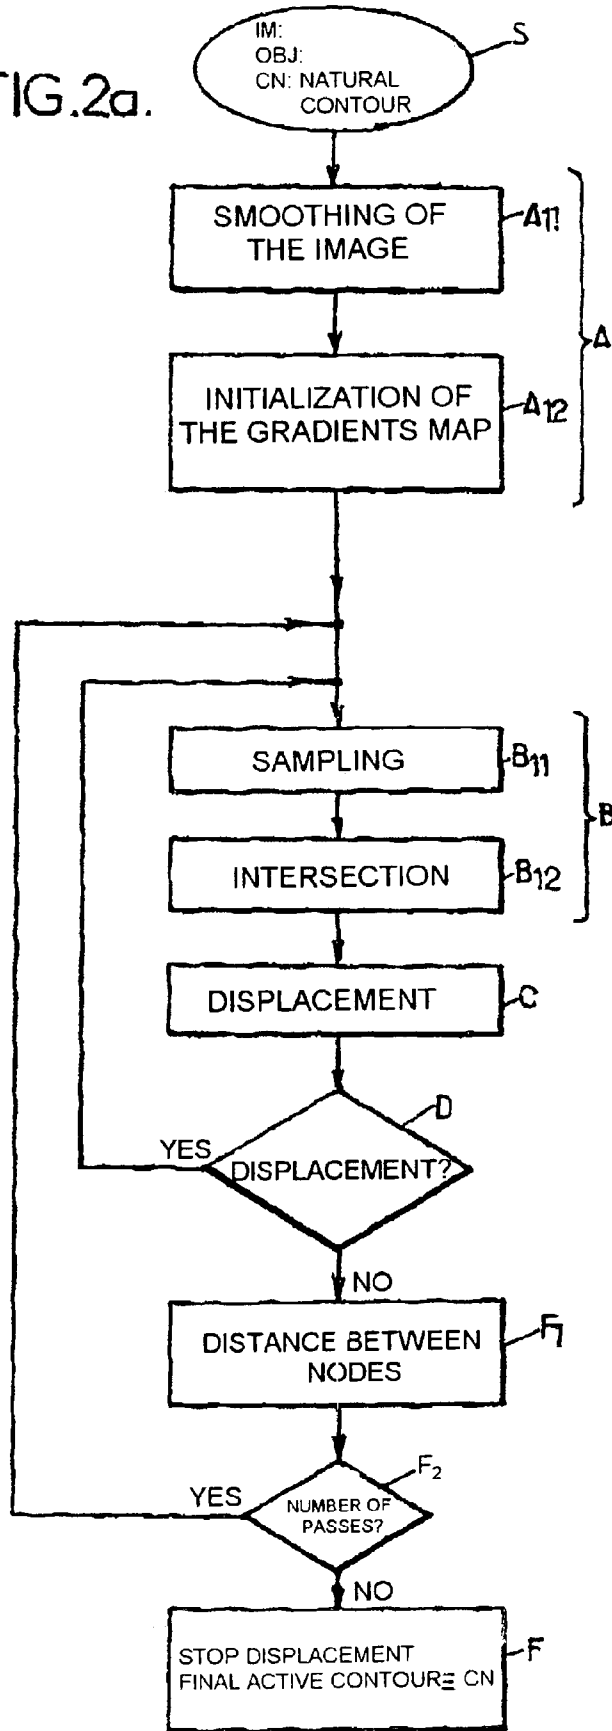 IM:
OBJ:
CN: NATURAL
CONTOUR
S
FIG.2a.
SMOOTHING OF
THE IMAGE
A11
A
INITIALIZATION OF
THE GRADIENTS MAP
A12
SAMPLING
B11
B
INTERSECTION
B12
DISPLACEMENT
C
D
YES
DISPLACEMENT?
NO
DISTANCE BETWEEN
NODES
F1
F2
YES
NUMBER OF
PASSES?
NO
STOP DISPLACEMENT
FINAL ACTIVE CONTOUR≡ CN
F